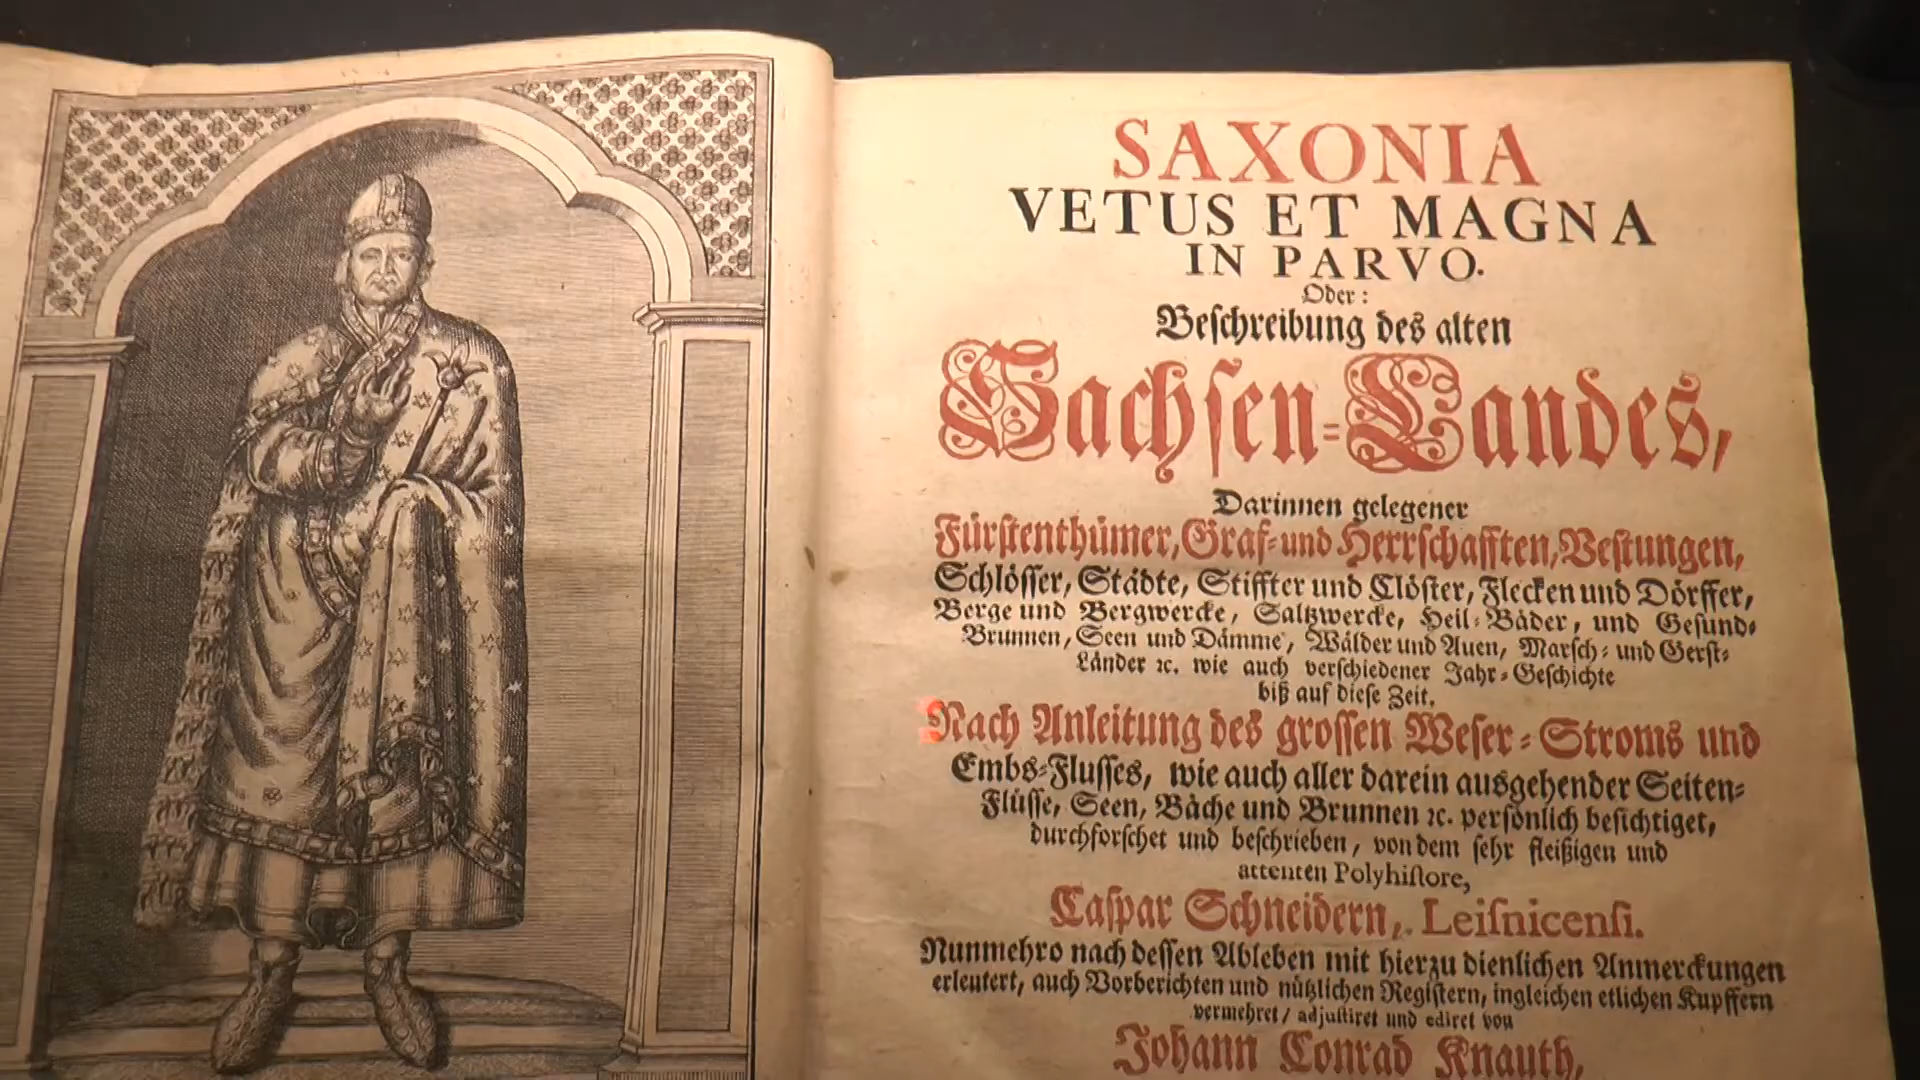 SAXONIA
VETUS ET MAGNA
IN PARVO.
Oder:
Beſchreibung des alten
Sachſen-Landes,
Darinnen gelegener
Fürſtenthümer, Graf- und Herrſchafften, Veſtungen,
Schlöſſer, Städte, Stiffter und Clöſter, Flecken und Dörffer,
Berge und Bergwercke, Saltzwercke, Heil-Bäder, und Geſund-
Brunnen, Seen und Dämme, Wälder und Auen, Marſch- und Gerſt-
Länder ꝛc. wie auch verſchiedener Jahr-Geſchichte
biß auf dieſe Zeit.
Nach Anleitung des groſſen Weſer-Stroms und
Embs-Fluſſes, wie auch aller darein ausgehender Seiten-
Flüſſe, Seen, Bäche und Brunnen ꝛc. perſönlich beſichtiget,
durchforſchet und beſchrieben, von dem ſehr fleißigen und
attenten Polyhiſtore,
Caſpar Schneidern, Leiſnicenſi.
Nunmehro nach deſſen Ableben mit hierzu dienlichen Anmerckungen
erleutert, auch Vorberichten und nützlichen Regiſtern, ingleichen etlichen Kupffern
vermehret / adjuſtiret und ediret von
Johann Conrad Knauth,